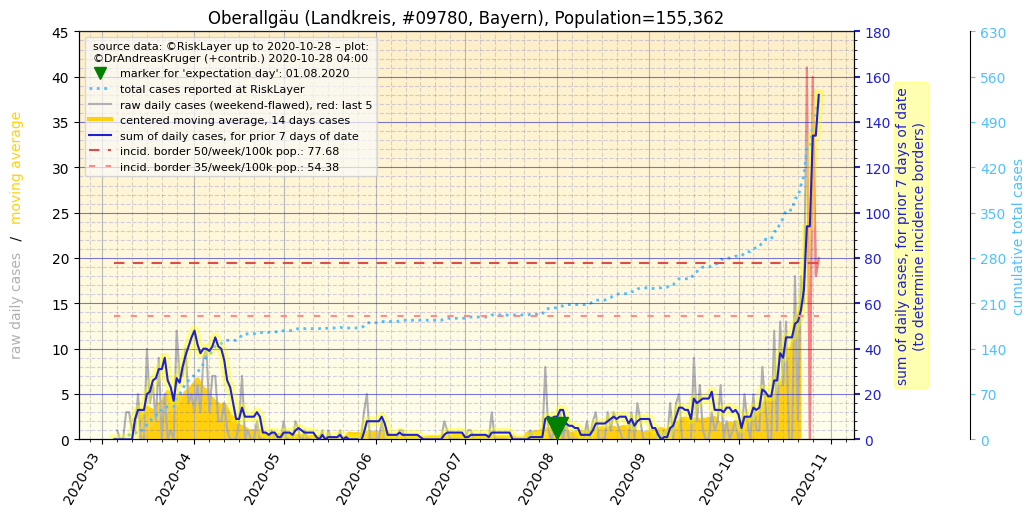 Oberallgäu (Landkreis, #09780, Bayern), Population=155,362
source data: ©RiskLayer up to 2020-10-28 – plot:
©DrAndreasKruger (+contrib.) 2020-10-28 04:00
marker for 'expectation day': 01.08.2020
total cases reported at RiskLayer
raw daily cases (weekend-flawed), red: last 5
centered moving average, 14 days cases
sum of daily cases, for prior 7 days of date
incid. border 50/week/100k pop.: 77.68
incid. border 35/week/100k pop.: 54.38
raw daily cases / moving average
45
40
35
30
25
20
15
10
5
0
180
160
140
120
100
80
60
40
20
0
sum of daily cases, for prior 7 days of date
(to determine incidence borders)
630
560
490
420
350
280
210
140
70
0
cumulative total cases
2020-03
2020-04
2020-05
2020-06
2020-07
2020-08
2020-09
2020-10
2020-11